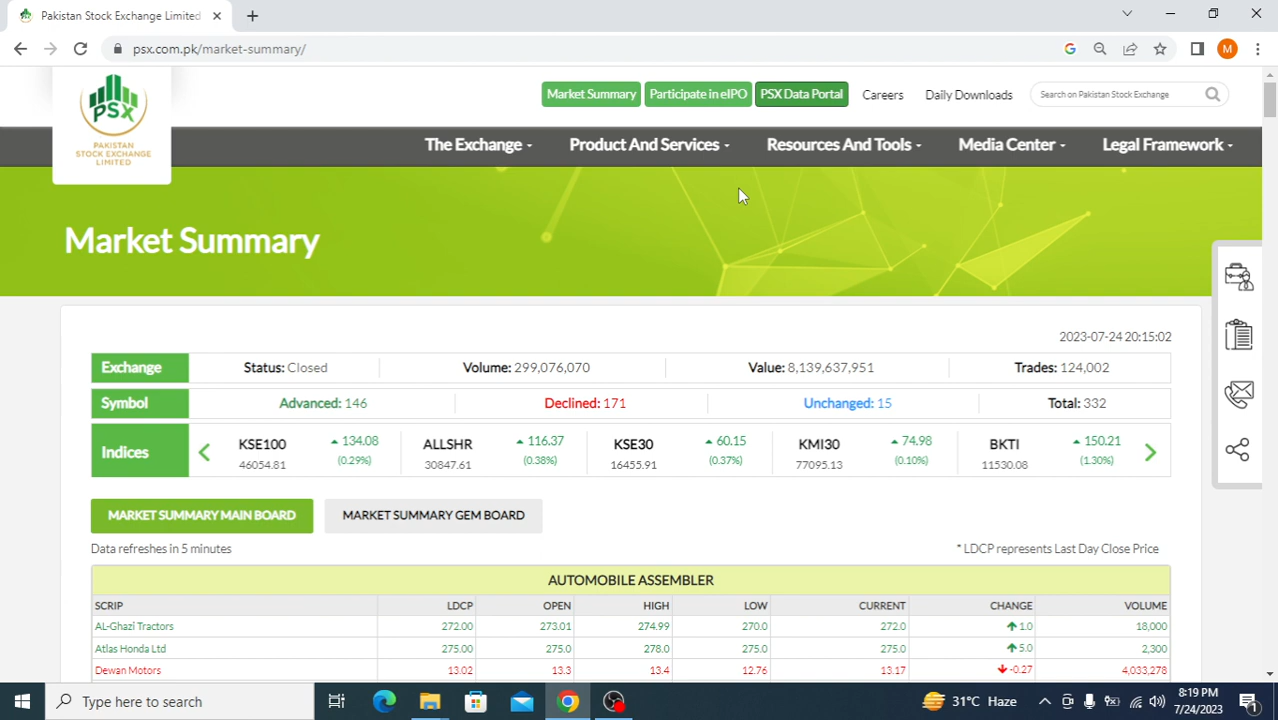 Pakistan Stock Exchange Limited
psx.com.pk/market-summary/
M
PSX
PAKISTAN
STOCK EXCHANGE
LIMITED
Market Summary
Participate in eIPO
PSX Data Portal
Careers
Daily Downloads
Search on Pakistan Stock Exchange
The Exchange
Product And Services
Resources And Tools
Media Center
Legal Framework
Market Summary
2023-07-24 20:15:02
Exchange Status: Closed Volume: 299,076,070 Value: 8,139,637,951 Trades: 124,002
Symbol Advanced: 146 Declined: 171 Unchanged: 15 Total: 332
Indices
KSE100 134.08
46054.81 (0.29%)
ALLSHR 116.37
30847.61 (0.38%)
KSE30 60.15
16455.91 (0.37%)
KMI30 74.98
77095.13 (0.10%)
BKTI 150.21
11530.08 (1.30%)
MARKET SUMMARY MAIN BOARD
MARKET SUMMARY GEM BOARD
Data refreshes in 5 minutes
* LDCP represents Last Day Close Price
AUTOMOBILE ASSEMBLER
SCRIP LDCP OPEN HIGH LOW CURRENT CHANGE VOLUME
AL-Ghazi Tractors 272.00 273.01 274.99 270.0 272.0 1.0 18,000
Atlas Honda Ltd 275.00 275.0 278.0 275.0 275.0 5.0 2,300
Dewan Motors 13.02 13.3 13.4 12.76 13.17 -0.27 4,033,278
Type here to search
31°C Haze
8:19 PM
7/24/2023
1